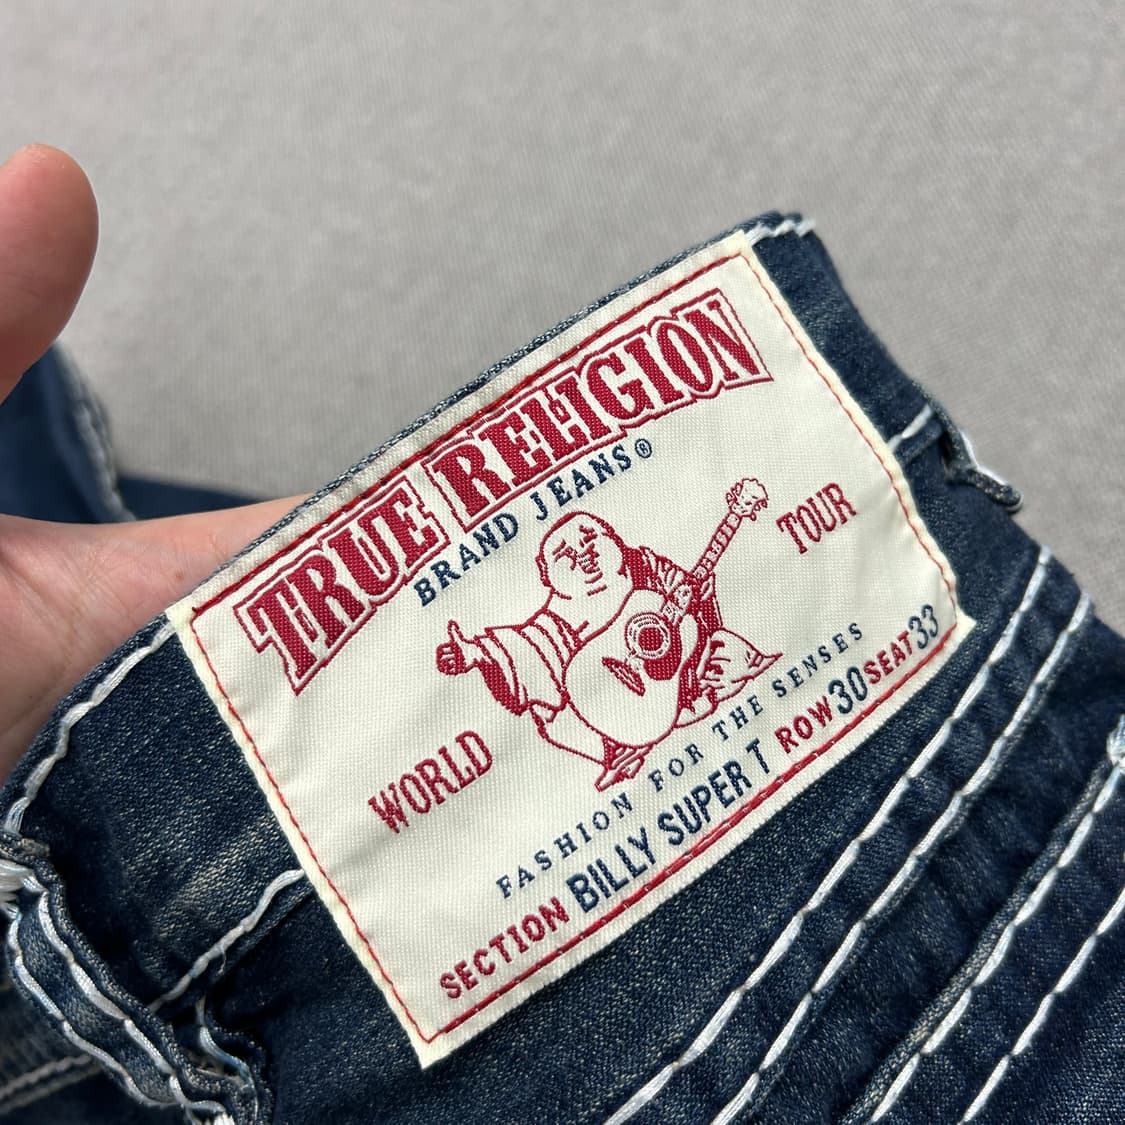 TRUE RELIGION
BRAND JEANS®
WORLD TOUR
FASHION FOR THE SENSES
SECTION BILLY SUPER T ROW 30 SEAT 33